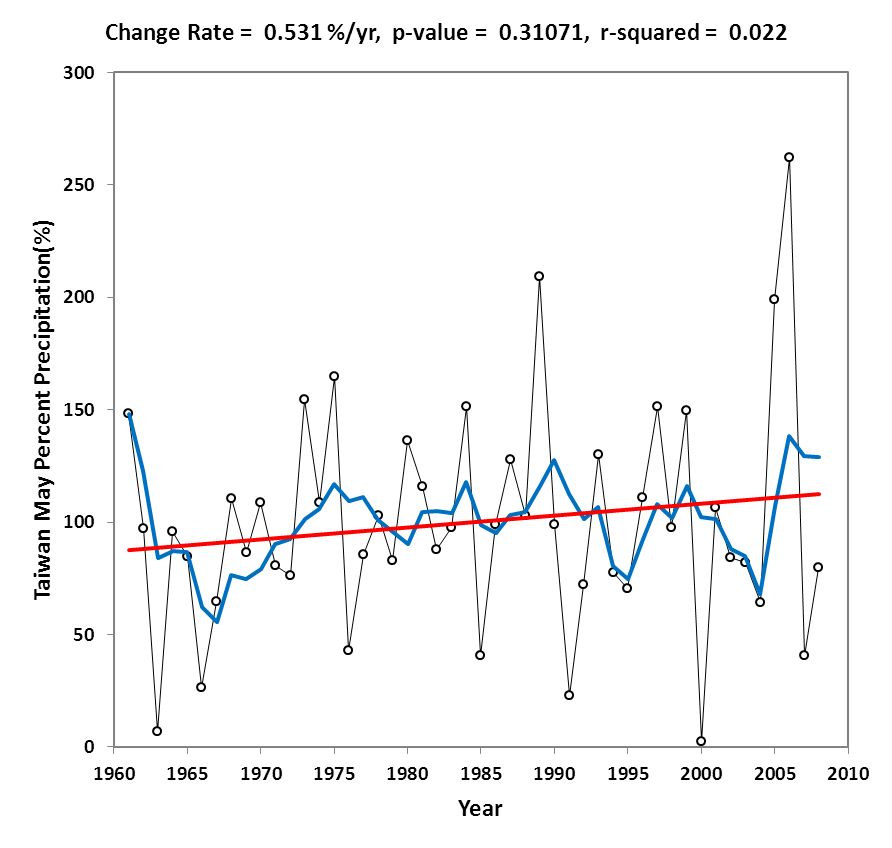 Change Rate = 0.531 %/yr, p-value = 0.31071, r-squared = 0.022
Taiwan May Percent Precipitation(%)
300
250
200
150
100
50
0
1960 1965 1970 1975 1980 1985 1990 1995 2000 2005 2010
Year